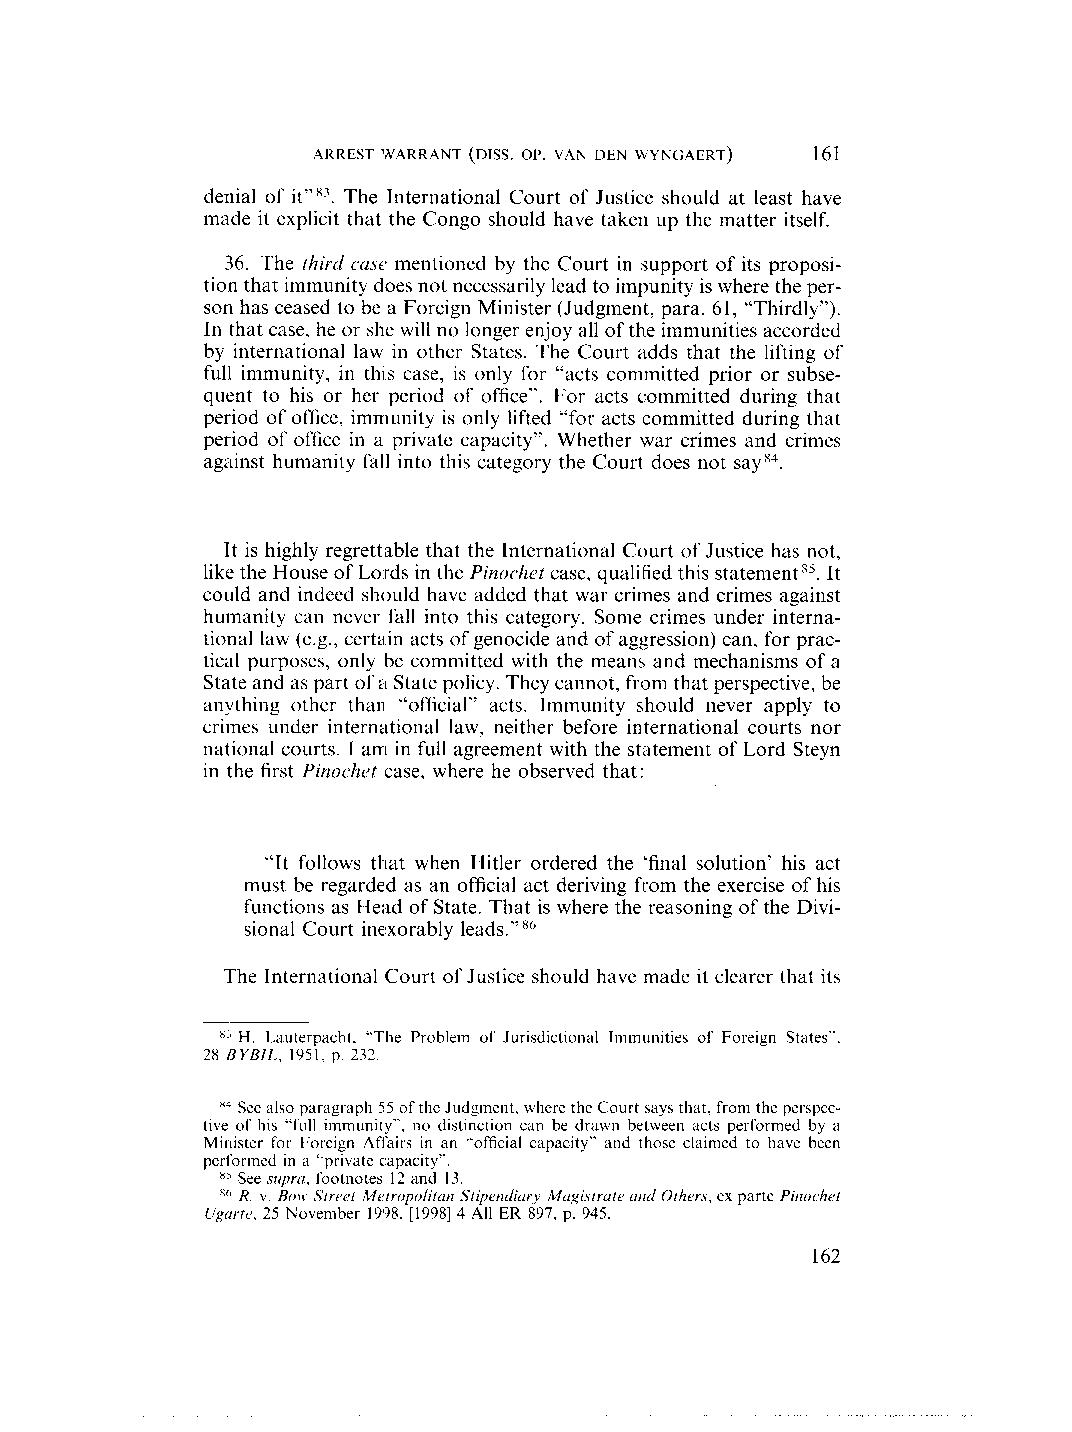 ARREST WARRANT (DISS. OP. VAN DEN WYNGAERT) 161
denial of it"⁸³. The International Court of Justice should at least have
made it explicit that the Congo should have taken up the matter itself.
36. The third case mentioned by the Court in support of its proposi-
tion that immunity does not necessarily lead to impunity is where the per-
son has ceased to be a Foreign Minister (Judgment, para. 61, "Thirdly").
In that case, he or she will no longer enjoy all of the immunities accorded
by international law in other States. The Court adds that the lifting of
full immunity, in this case, is only for "acts committed prior or subse-
quent to his or her period of office". For acts committed during that
period of office, immunity is only lifted "for acts committed during that
period of office in a private capacity". Whether war crimes and crimes
against humanity fall into this category the Court does not say⁸⁴.
It is highly regrettable that the International Court of Justice has not,
like the House of Lords in the Pinochet case, qualified this statement⁸⁵. It
could and indeed should have added that war crimes and crimes against
humanity can never fall into this category. Some crimes under interna-
tional law (e.g., certain acts of genocide and of aggression) can, for prac-
tical purposes, only be committed with the means and mechanisms of a
State and as part of a State policy. They cannot, from that perspective, be
anything other than "official" acts. Immunity should never apply to
crimes under international law, neither before international courts nor
national courts. I am in full agreement with the statement of Lord Steyn
in the first Pinochet case, where he observed that:
"It follows that when Hitler ordered the 'final solution' his act
must be regarded as an official act deriving from the exercise of his
functions as Head of State. That is where the reasoning of the Divi-
sional Court inexorably leads."⁸⁶
The International Court of Justice should have made it clearer that its
⁸³ H. Lauterpacht, "The Problem of Jurisdictional Immunities of Foreign States",
28 BYBIL, 1951, p. 232.
⁸⁴ See also paragraph 55 of the Judgment, where the Court says that, from the perspec-
tive of his "full immunity", no distinction can be drawn between acts performed by a
Minister for Foreign Affairs in an "official capacity" and those claimed to have been
performed in a "private capacity".
⁸⁵ See supra, footnotes 12 and 13.
⁸⁶ R. v. Bow Street Metropolitan Stipendiary Magistrate and Others, ex parte Pinochet
Ugarte, 25 November 1998, [1998] 4 All ER 897, p. 945.
162